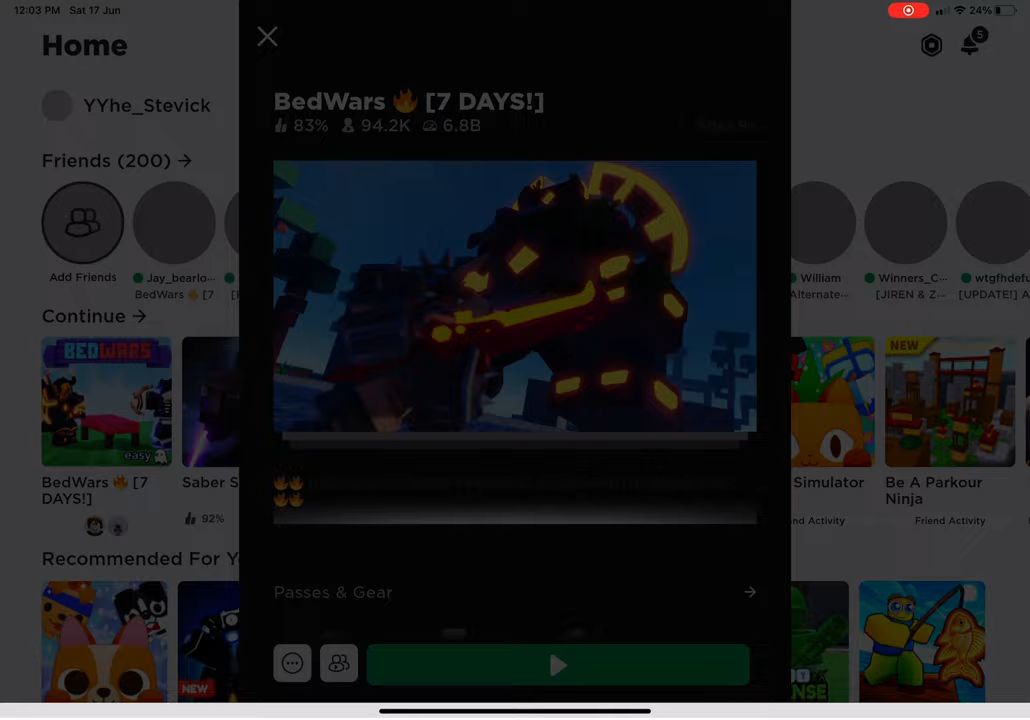 12:03 PM Sat 17 Jun
24%
Home
5
YYhe_Stevick
Friends (200) →
Add Friends
Jay_bearlo...
BedWars 🔥 [7
William
Alternate...
Winners_C...
[JIREN & Z...
wtgfhdefu
[UPDATE!] A
Continue →
BEDWARS
easy
BedWars 🔥 [7
DAYS!]
Saber S
92%
Simulator
nd Activity
NEW
Be A Parkour
Ninja
Friend Activity
Recommended For Y
NEW
NSE
BedWars 🔥 [7 DAYS!]
83% 94.2K 6.8B
Passes & Gear →